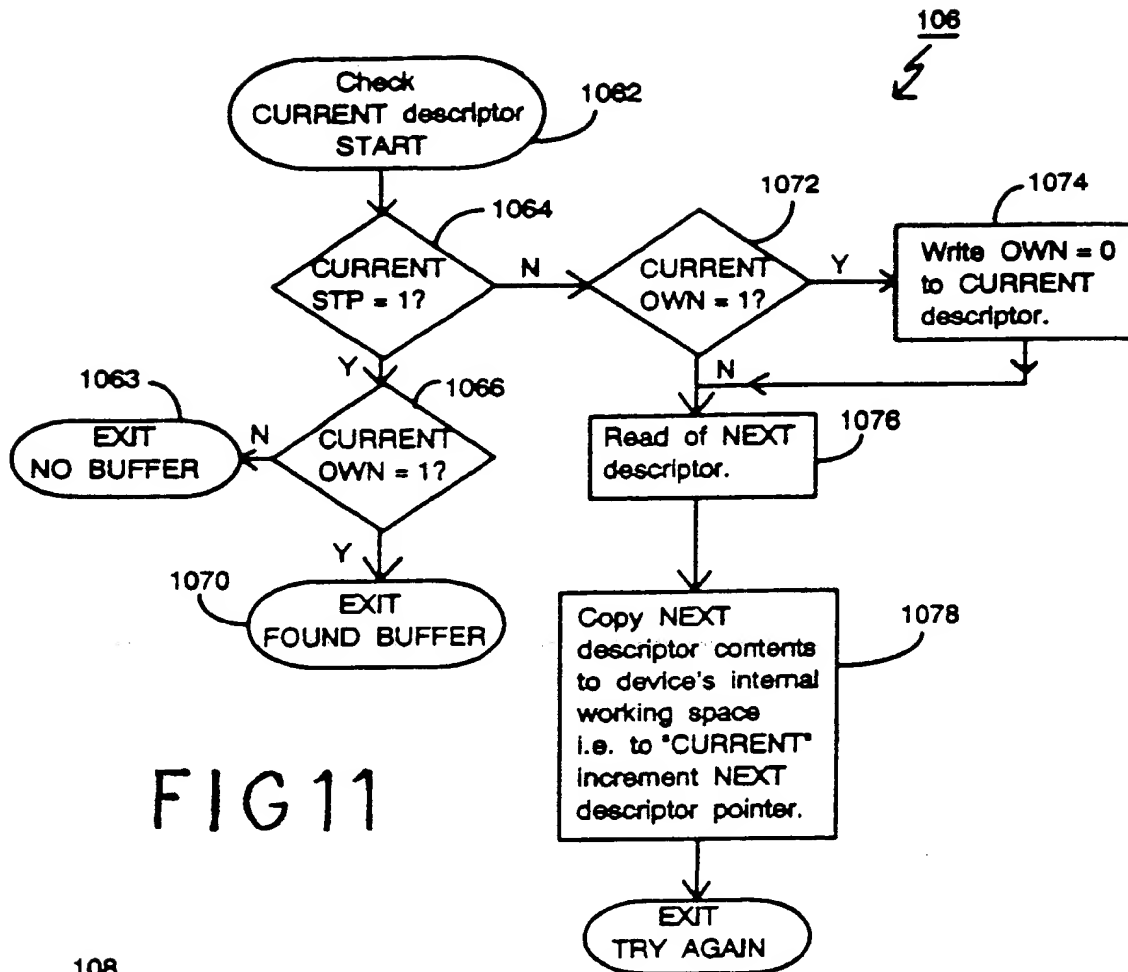 106
Check
CURRENT descriptor
START
1062
1064
CURRENT
STP = 1?
N
Y
1072
CURRENT
OWN = 1?
Y
N
1074
Write OWN = 0
to CURRENT
descriptor.
1063
EXIT
NO BUFFER
N
1066
CURRENT
OWN = 1?
Y
1070
EXIT
FOUND BUFFER
Read of NEXT
descriptor.
1076
Copy NEXT
descriptor contents
to device's internal
working space
i.e. to "CURRENT"
increment NEXT
descriptor pointer.
1078
EXIT
TRY AGAIN
FIG11
108